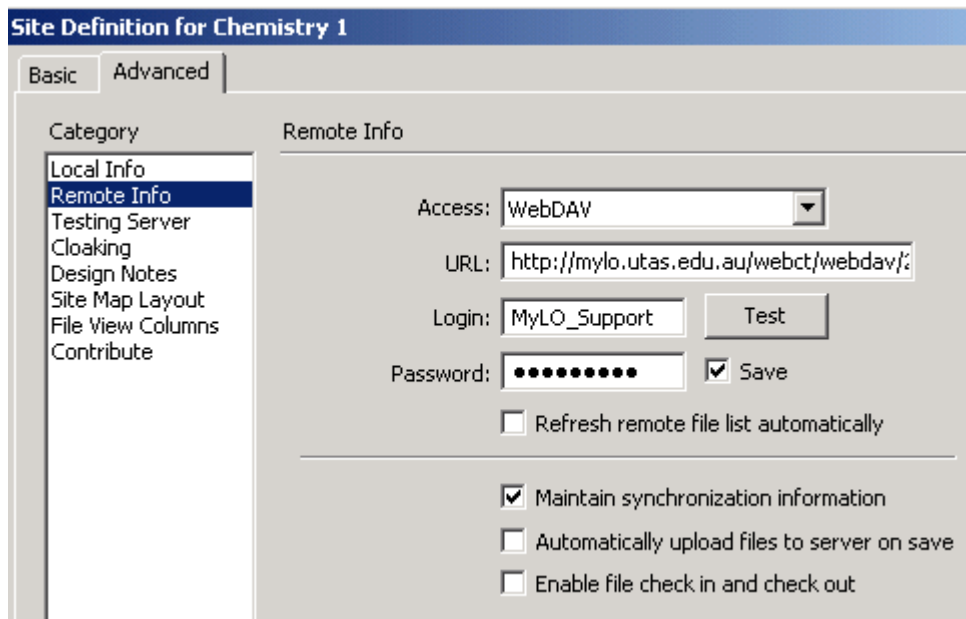 Site Definition for Chemistry 1
Basic
Advanced
Category
Local Info
Remote Info
Testing Server
Cloaking
Design Notes
Site Map Layout
File View Columns
Contribute
Remote Info
Access: WebDAV
URL: http://mylo.utas.edu.au/webct/webdav/2
Login: MyLO_Support Test
Password: ●●●●●●●●● Save
Refresh remote file list automatically
Maintain synchronization information
Automatically upload files to server on save
Enable file check in and check out